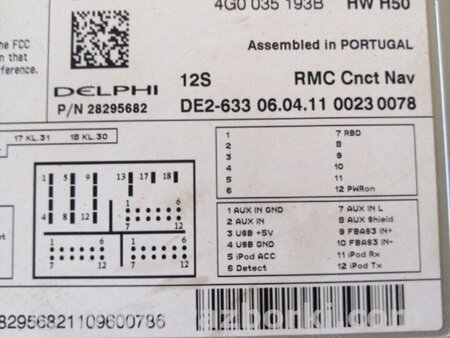 4G0 035 193B HW H50
the FCC
n that
ference.
Assembled in PORTUGAL
DELPHI 12S RMC Cnct Nav
P/N 28295682 DE2-633 06.04.11 0023 0078
17 KL.31 18 KL.30
1 5 9 13 17 18
4 8 12 16
1 7
6 12
1 7 1 7
6 12 6 12
1 7 RBD
2 8
3 9
4 10
5 11
6 12 PWRon
1 AUX IN GND 7 AUX IN L
2 AUX IN R 8 AUX Shield
3 USB +5V 9 FBAS3 IN+
4 USB GND 10 FBAS3 IN-
5 iPod ACC 11 iPod Rx
6 Detect 12 iPod Tx
set
82956821109600786
azborki.com